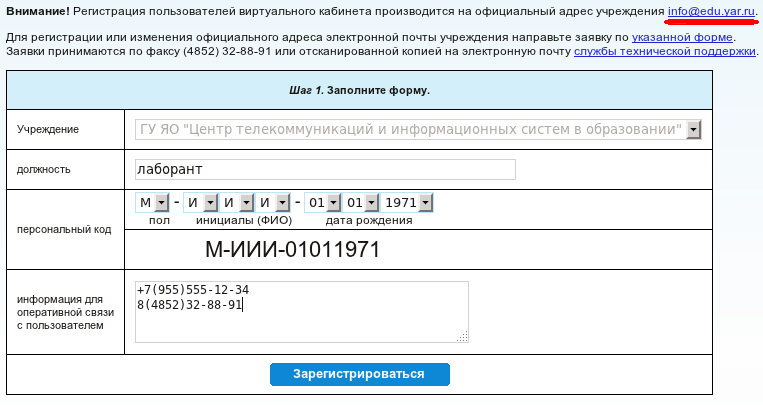 Внимание! Регистрация пользователей виртуального кабинета производится на официальный адрес учреждения info@edu.yar.ru.
Для регистрации или изменения официального адреса электронной почты учреждения направьте заявку по указанной форме.
Заявки принимаются по факсу (4852) 32-88-91 или отсканированной копией на электронную почту службы технической поддержки.
Шаг 1. Заполните форму.
Учреждение
ГУ ЯО "Центр телекоммуникаций и информационных систем в образовании"
должность
лаборант
персональный код
М - И И И - 01 01 1971
пол инициалы (ФИО) дата рождения
М-ИИИ-01011971
информация для
оперативной связи
с пользователем
+7(955)555-12-34
8(4852)32-88-91
Зарегистрироваться